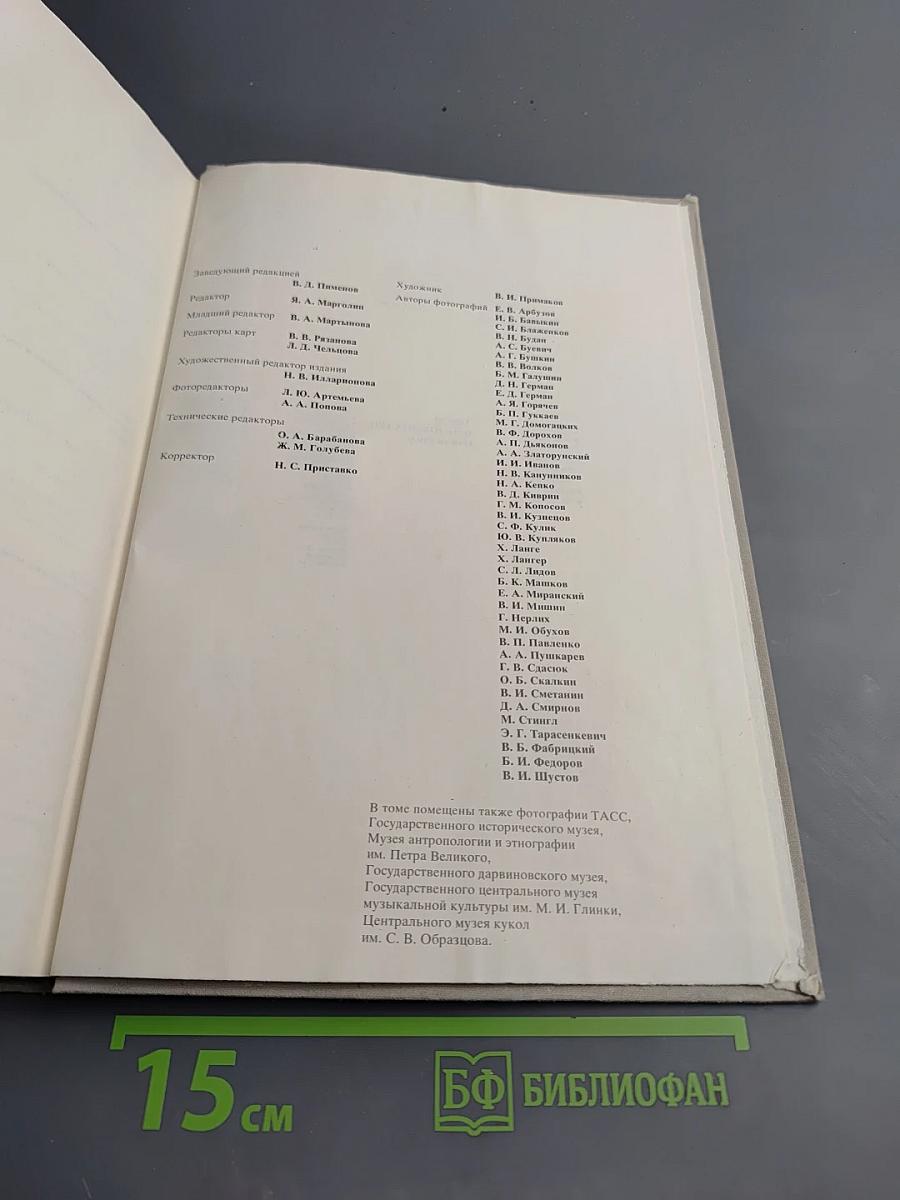 Заведующий редакцией
В. Д. Пименов
Редактор
Я. А. Марголин
Младший редактор
В. А. Мартынова
Редакторы карт
В. В. Рязанова
Л. Д. Чельцова
Художественный редактор издания
Н. В. Илларионова
Фоторедакторы
Л. Ю. Артемьева
А. А. Попова
Технические редакторы
О. А. Барабанова
Ж. М. Голубева
Корректор
Н. С. Приставко
Художник
В. И. Примаков
Авторы фотографий
Е. В. Арбузов
И. Б. Бавыкин
С. И. Блаженков
В. Н. Будан
А. С. Буевич
А. Г. Бушкин
В. В. Волков
Б. М. Галушин
Д. Н. Герман
Е. Д. Герман
А. Я. Горячев
Б. П. Гуккаев
М. Г. Домогацких
В. Ф. Дорохов
А. П. Дьяконов
А. А. Златорунский
И. И. Иванов
Н. В. Канунников
Н. А. Кепко
В. Д. Киврин
Г. М. Копосов
В. И. Кузнецов
С. Ф. Кулик
Ю. В. Купляков
Х. Ланге
Х. Лангер
С. Л. Лидов
Б. К. Машков
Е. А. Миранский
В. И. Мишин
Г. Нерлих
М. И. Обухов
В. П. Павленко
А. А. Пушкарев
Г. В. Сдасюк
О. Б. Скалкин
В. И. Сметанин
Д. А. Смирнов
М. Стингл
Э. Г. Тарасенкевич
В. Б. Фабрицкий
Б. И. Федоров
В. И. Шустов
В томе помещены также фотографии ТАСС,
Государственного исторического музея,
Музея антропологии и этнографии
им. Петра Великого,
Государственного дарвиновского музея,
Государственного центрального музея
музыкальной культуры им. М. И. Глинки,
Центрального музея кукол
им. С. В. Образцова.
15 см
БФ БИБЛИОФАН